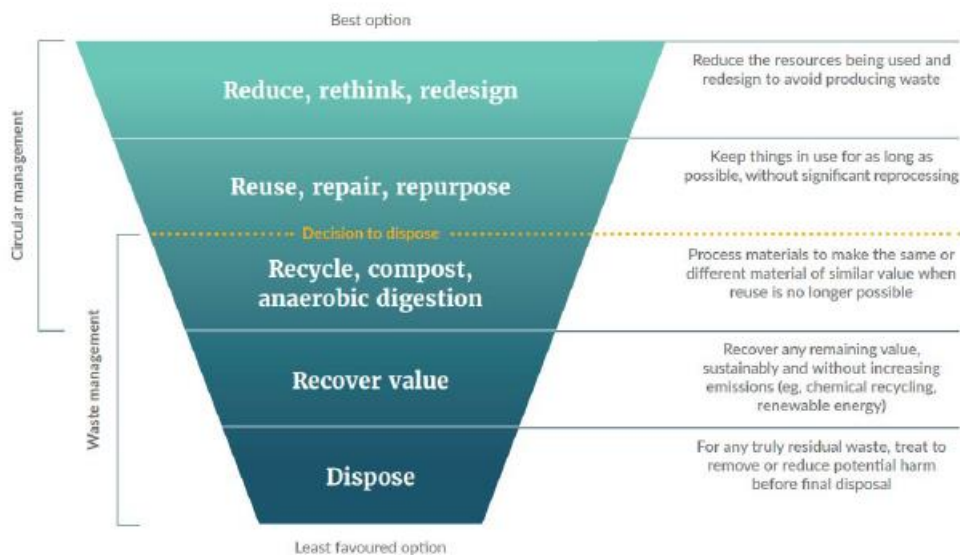 Best option
Circular management
Waste management
Reduce, rethink, redesign
Reduce the resources being used and
redesign to avoid producing waste
Reuse, repair, repurpose
Keep things in use for as long as
possible, without significant reprocessing
Decision to dispose
Recycle, compost,
anaerobic digestion
Process materials to make the same or
different material of similar value when
reuse is no longer possible
Recover value
Recover any remaining value,
sustainably and without increasing
emissions (eg, chemical recycling,
renewable energy)
Dispose
For any truly residual waste, treat to
remove or reduce potential harm
before final disposal
Least favoured option